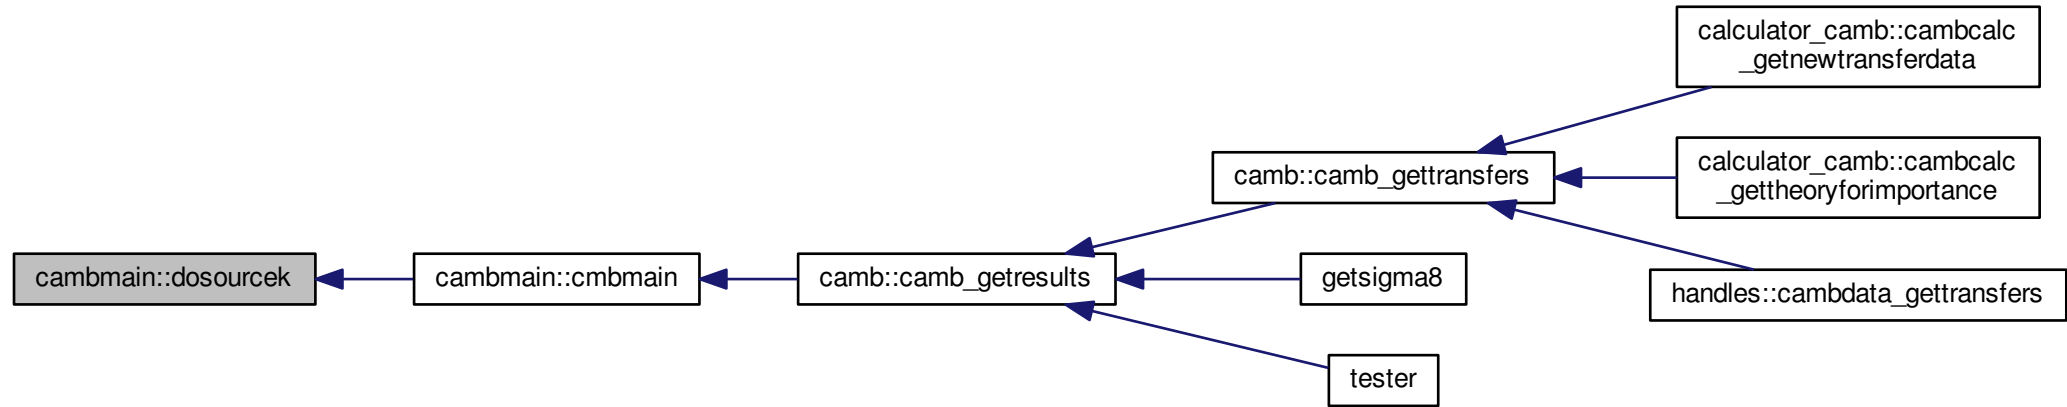 cambmain::dosourcek
cambmain::cmbmain
camb::camb_getresults
camb::camb_gettransfers
getsigma8
tester
calculator_camb::cambcalc
_getnewtransferdata
calculator_camb::cambcalc
_gettheoryforimportance
handles::cambdata_gettransfers